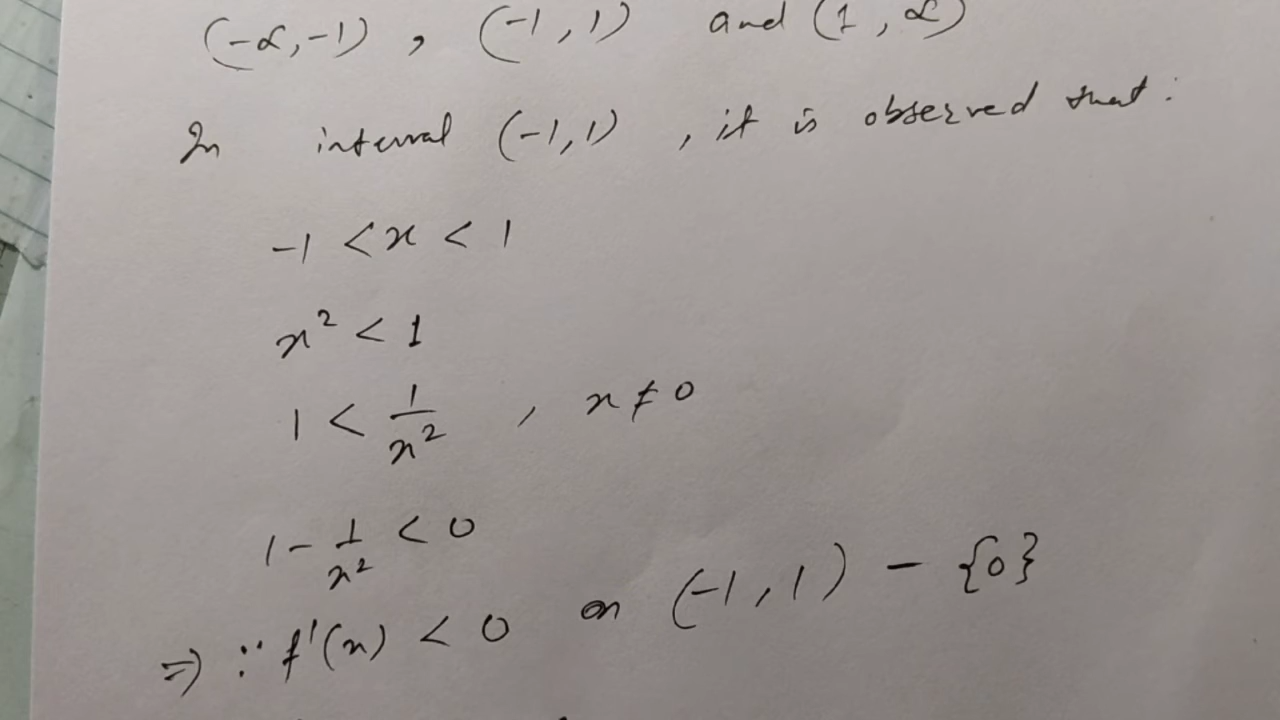 (-∝, -1) , (-1, 1) and (1, ∝)
In interval (-1, 1) , it is observed that :
-1 < x < 1
x² < 1
1 < 1/x² , x ≠ 0
1 - 1/x² < 0
⇒ ∵ f'(x) < 0 on (-1, 1) - {0}